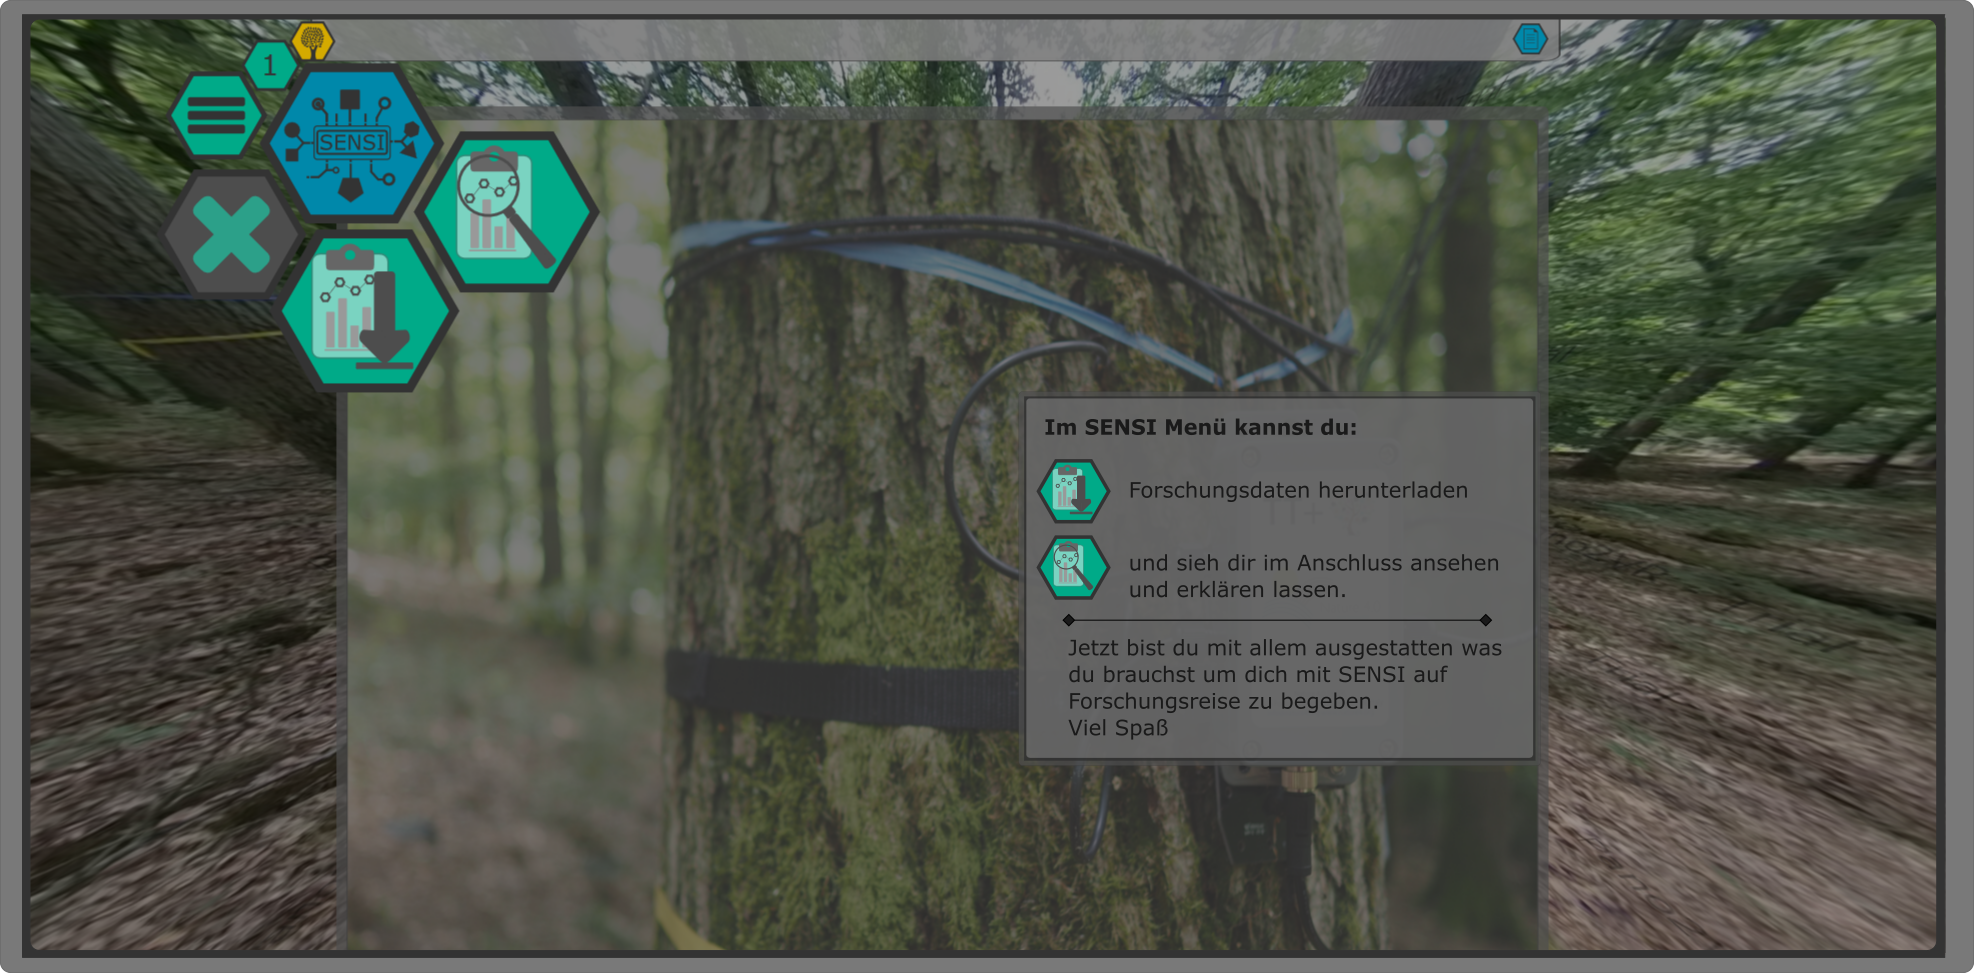 1
SENSI
Im SENSI Menü kannst du:
Forschungsdaten herunterladen
und sieh dir im Anschluss ansehen
und erklären lassen.
Jetzt bist du mit allem ausgestatten was
du brauchst um dich mit SENSI auf
Forschungsreise zu begeben.
Viel Spaß